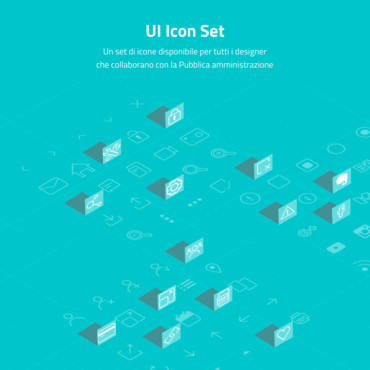 UI Icon Set
Un set di icone disponibile per tutti i designer
che collaborano con la Pubblica amministrazione